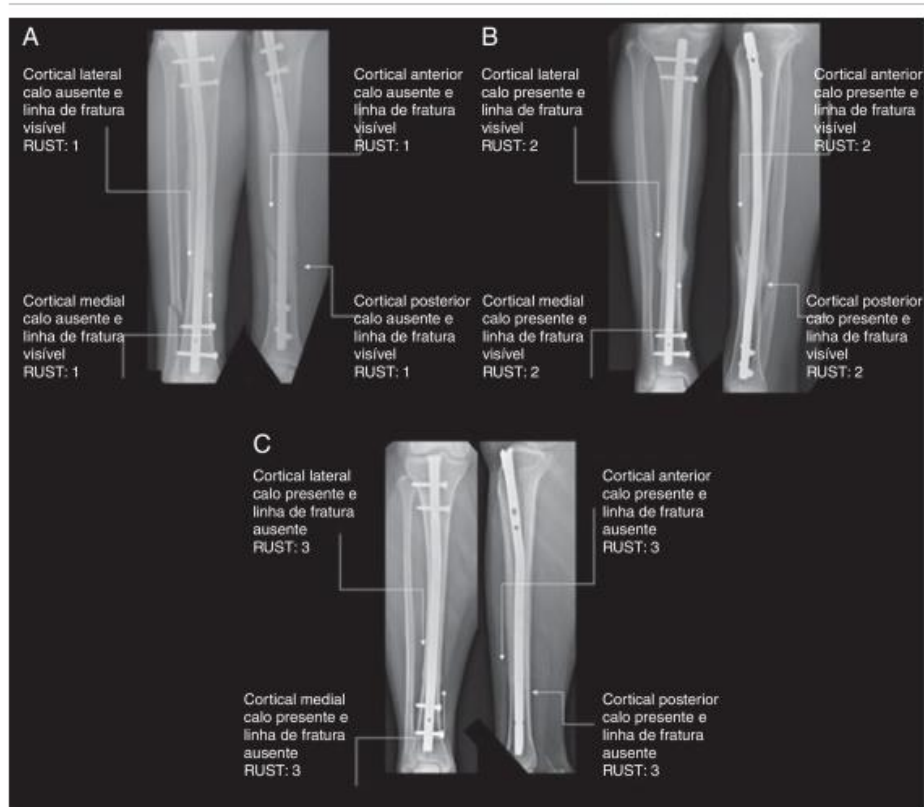 A
Cortical lateral
calo ausente e
linha de fratura
visível
RUST: 1
Cortical anterior
calo ausente e
linha de fratura
visível
RUST: 1
Cortical medial
calo ausente e
linha de fratura
visível
RUST: 1
Cortical posterior
calo ausente e
linha de fratura
visível
RUST: 1
B
Cortical lateral
calo presente e
linha de fratura
visível
RUST: 2
Cortical anterior
calo presente e
linha de fratura
visível
RUST: 2
Cortical medial
calo presente e
linha de fratura
visível
RUST: 2
Cortical posterior
calo presente e
linha de fratura
visível
RUST: 2
C
Cortical lateral
calo presente e
linha de fratura
ausente
RUST: 3
Cortical anterior
calo presente e
linha de fratura
ausente
RUST: 3
Cortical medial
calo presente e
linha de fratura
ausente
RUST: 3
Cortical posterior
calo presente e
linha de fratura
ausente
RUST: 3